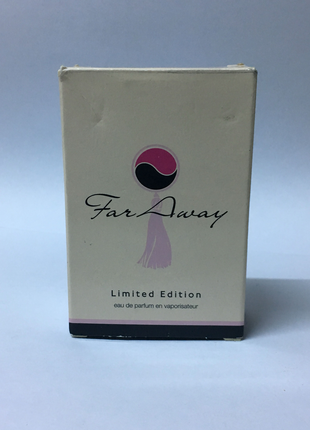 Far Away
Limited Edition
eau de parfum en vaporisateur